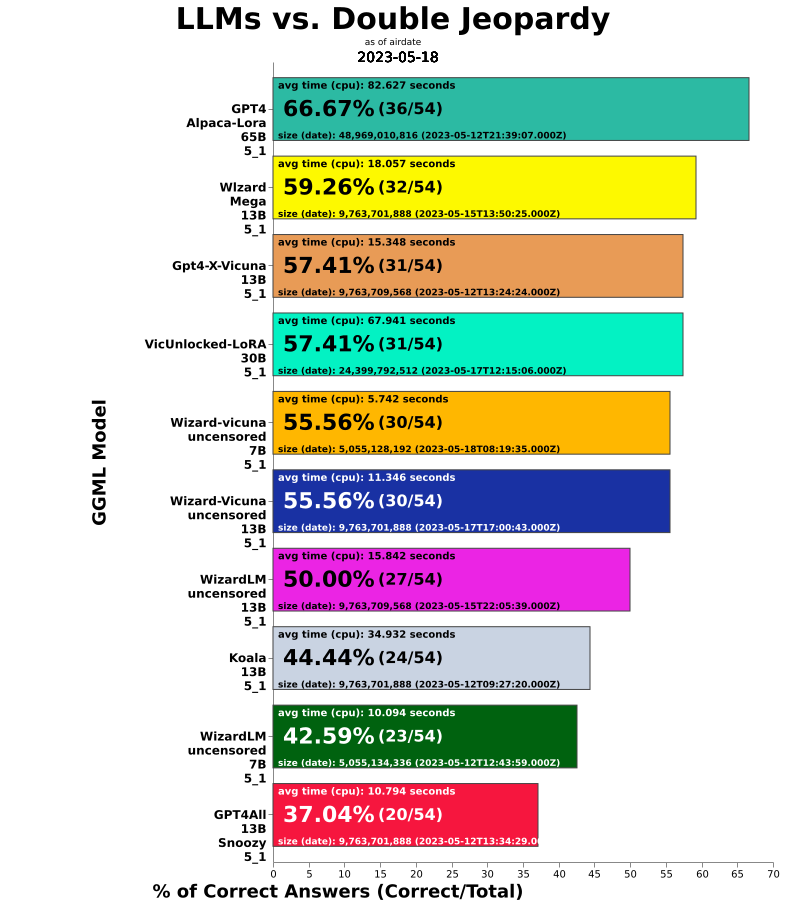 LLMs vs. Double Jeopardy
as of airdate
2023-05-18
GGML Model
GPT4
Alpaca-Lora
65B
5_1
avg time (cpu): 82.627 seconds
66.67% (36/54)
size (date): 48,969,010,816 (2023-05-12T21:39:07.000Z)
WIzard
Mega
13B
5_1
avg time (cpu): 18.057 seconds
59.26% (32/54)
size (date): 9,763,701,888 (2023-05-15T13:50:25.000Z)
Gpt4-X-Vicuna
13B
5_1
avg time (cpu): 15.348 seconds
57.41% (31/54)
size (date): 9,763,709,568 (2023-05-12T13:24:24.000Z)
VicUnlocked-LoRA
30B
5_1
avg time (cpu): 67.941 seconds
57.41% (31/54)
size (date): 24,399,792,512 (2023-05-17T12:15:06.000Z)
Wizard-vicuna
uncensored
7B
5_1
avg time (cpu): 5.742 seconds
55.56% (30/54)
size (date): 5,055,128,192 (2023-05-18T08:19:35.000Z)
Wizard-Vicuna
uncensored
13B
5_1
avg time (cpu): 11.346 seconds
55.56% (30/54)
size (date): 9,763,701,888 (2023-05-17T17:00:43.000Z)
WizardLM
uncensored
13B
5_1
avg time (cpu): 15.842 seconds
50.00% (27/54)
size (date): 9,763,709,568 (2023-05-15T22:05:39.000Z)
Koala
13B
5_1
avg time (cpu): 34.932 seconds
44.44% (24/54)
size (date): 9,763,701,888 (2023-05-12T09:27:20.000Z)
WizardLM
uncensored
7B
5_1
avg time (cpu): 10.094 seconds
42.59% (23/54)
size (date): 5,055,134,336 (2023-05-12T12:43:59.000Z)
GPT4All
13B
Snoozy
5_1
avg time (cpu): 10.794 seconds
37.04% (20/54)
size (date): 9,763,701,888 (2023-05-12T13:34:29.0
0 5 10 15 20 25 30 35 40 45 50 55 60 65 70
% of Correct Answers (Correct/Total)